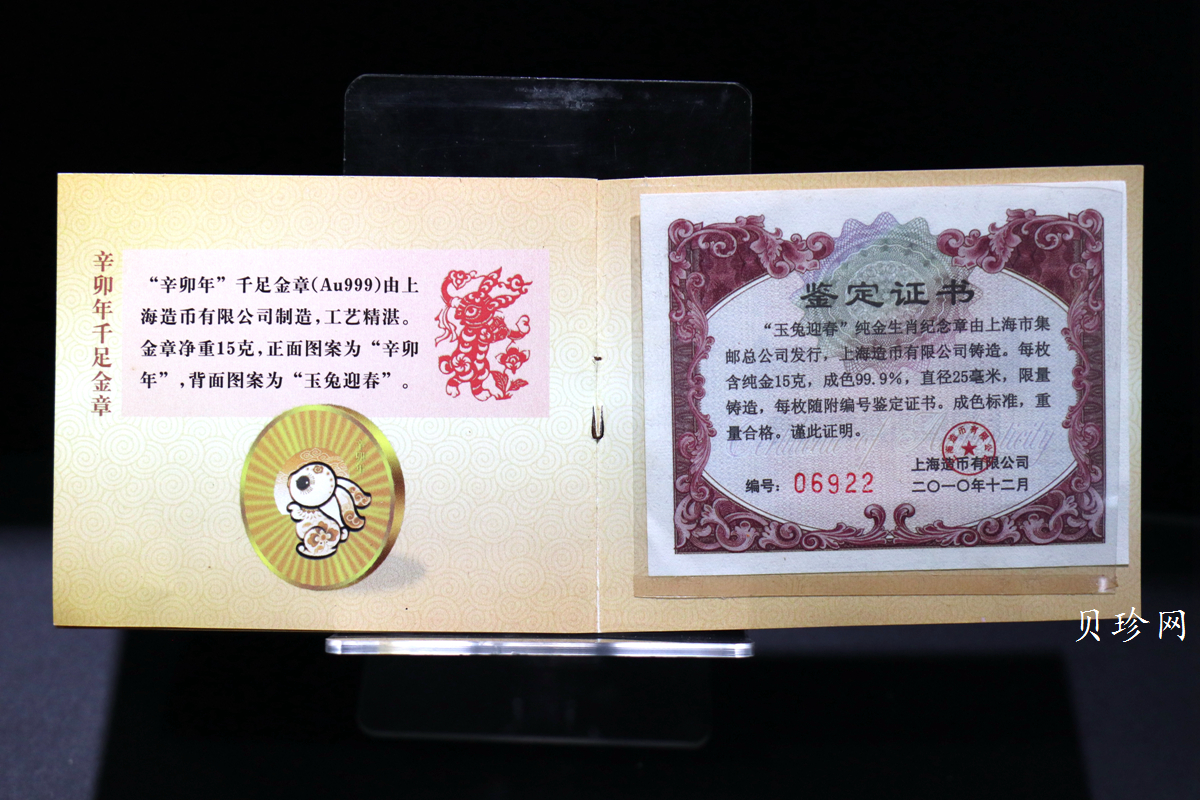 辛卯年千足金章
“辛卯年”千足金章(Au999)由上
海造币有限公司制造,工艺精湛。
金章净重15克,正面图案为“辛卯
年”,背面图案为“玉兔迎春”。
鉴定证书
“玉兔迎春”纯金生肖纪念章由上海市集
邮总公司发行,上海造币有限公司铸造。每枚
含纯金15克,成色99.9%,直径25毫米,限量
铸造,每枚随附编号鉴定证书。成色标准,重
量合格。谨此证明。
上海造币有限公司
编号: 06922 二〇一〇年十二月
贝珍网